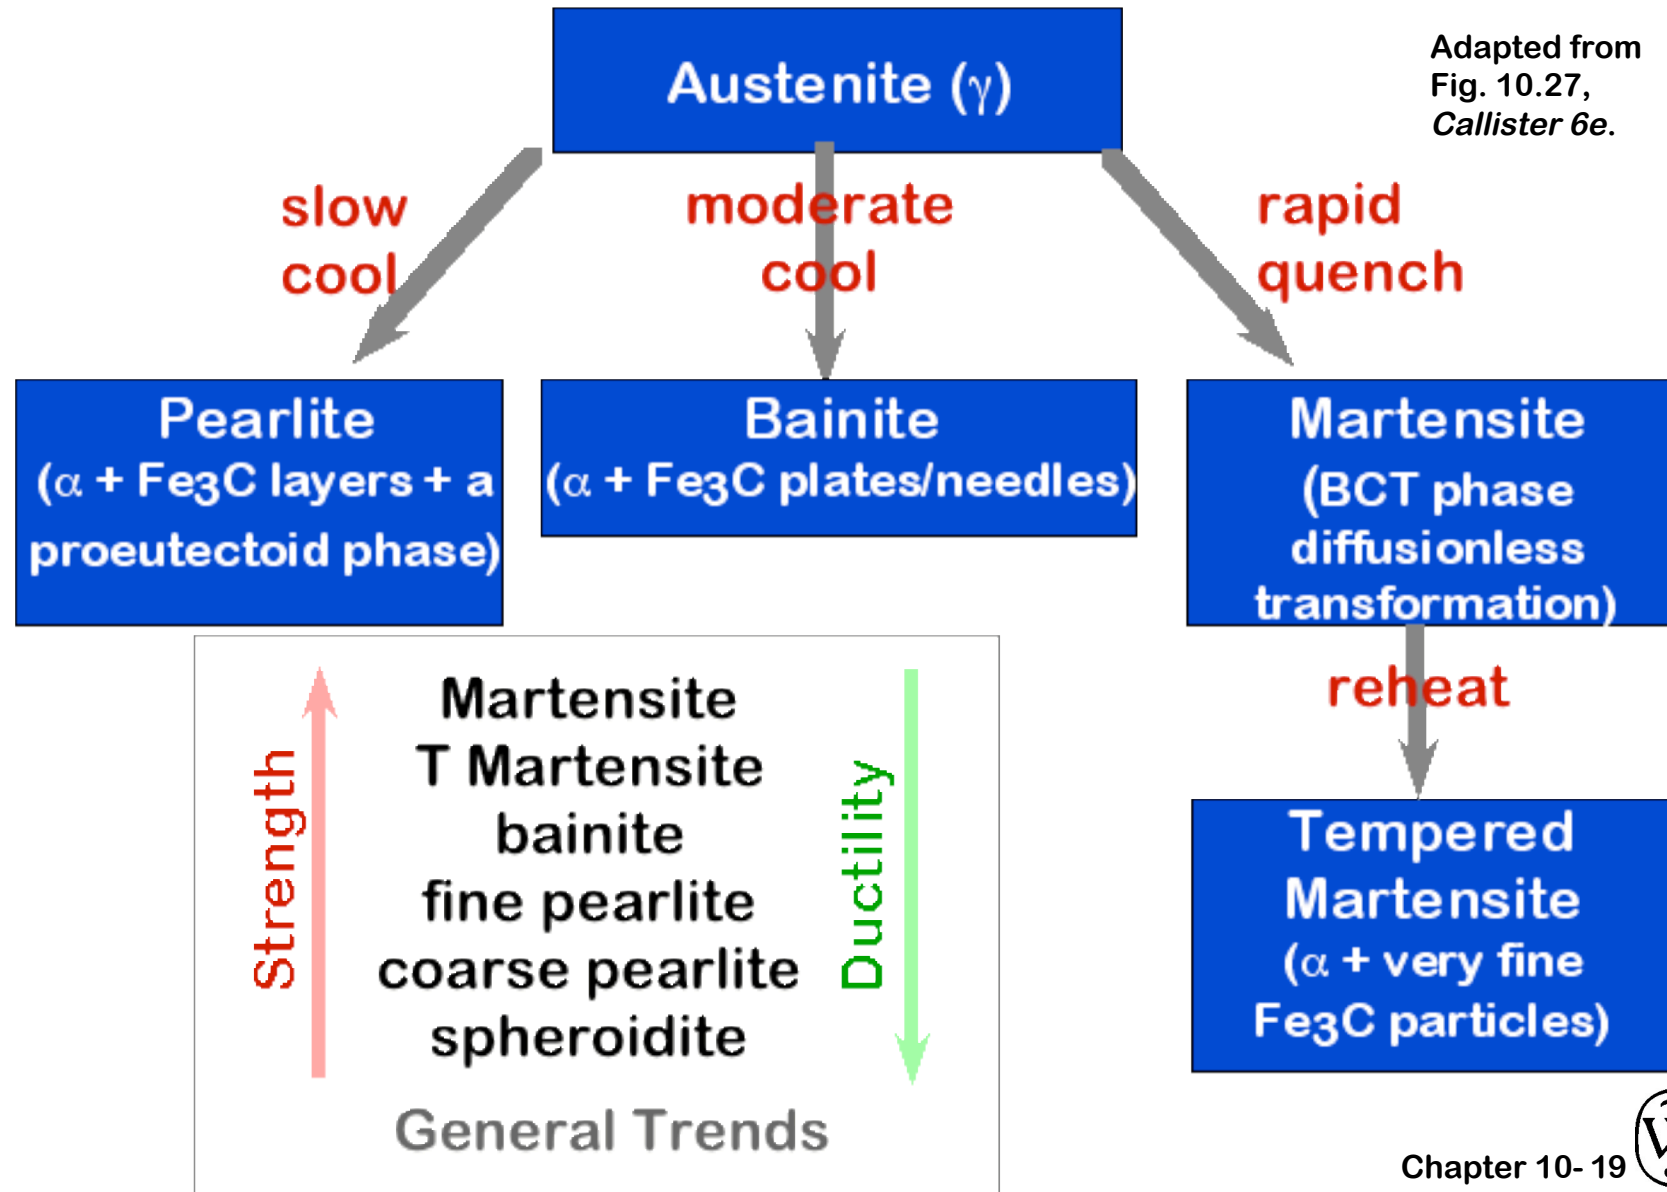 Austenite (γ)
Adapted from
Fig. 10.27,
Callister 6e.
slow
cool
moderate
cool
rapid
quench
Pearlite
(α + Fe3C layers + a
proeutectoid phase)
Bainite
(α + Fe3C plates/needles)
Martensite
(BCT phase
diffusionless
transformation)
reheat
Tempered
Martensite
(α + very fine
Fe3C particles)
Strength
Martensite
T Martensite
bainite
fine pearlite
coarse pearlite
spheroidite
Ductility
General Trends
Chapter 10- 19